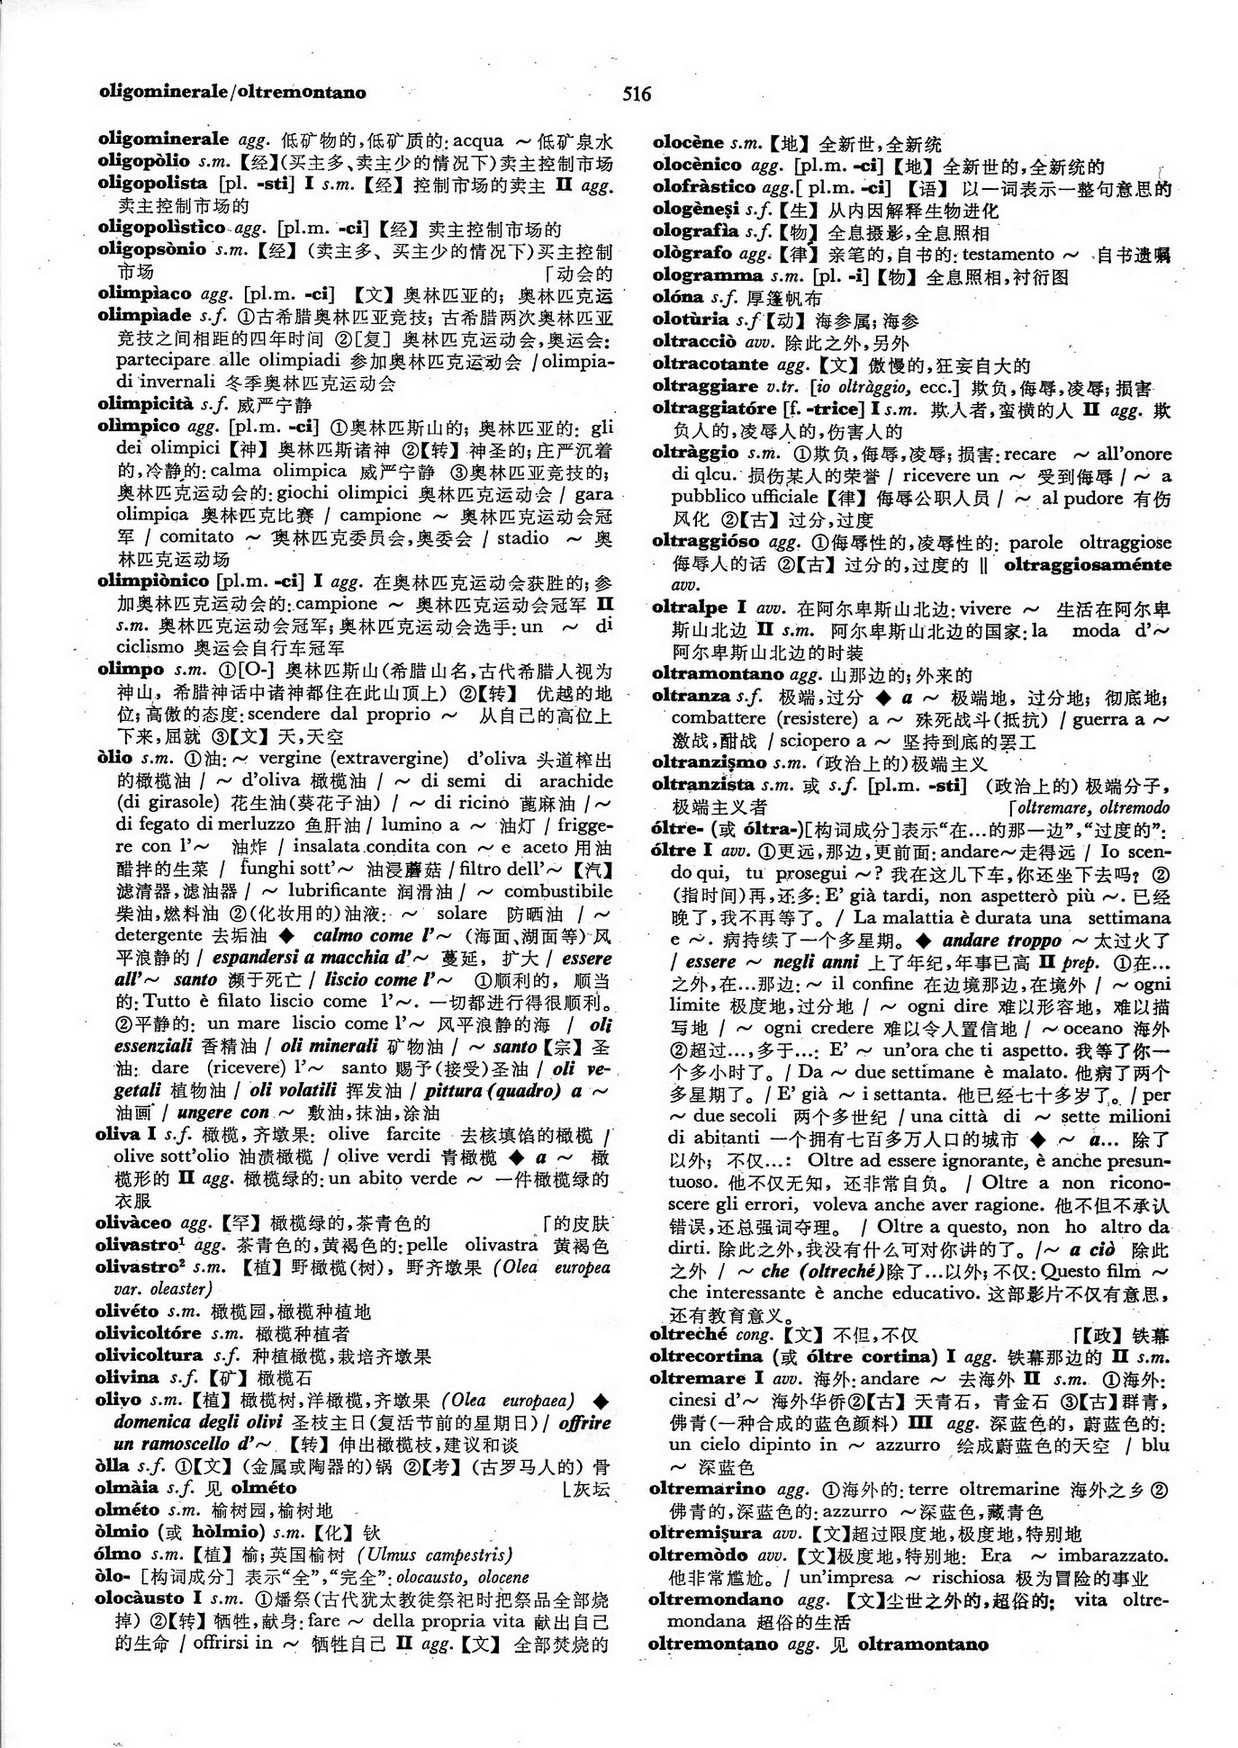 oligominerale/oltremontano
516
oligominerale agg. 低矿物的,低矿质的: acqua ～低矿泉水
oligopòlio s.m.【经】(买主多、卖主少的情况下)卖主控制市场
oligopolista [pl. -sti] I s.m.【经】控制市场的卖主 II agg.
卖主控制市场的
oligopolìstico agg. [pl.m. -ci]【经】卖主控制市场的
oligopsònio s.m.【经】(卖主多、买主少的情况下)买主控制
市场 「动会的
olimpìaco agg. [pl.m. -ci] 【文】奥林匹亚的; 奥林匹克运
olimpìade s.f. ①古希腊奥林匹亚竞技; 古希腊两次奥林匹亚
竞技之间相距的四年时间 ②[复] 奥林匹克运动会,奥运会:
partecipare alle olimpiadi 参加奥林匹克运动会 /olimpia-
di invernali 冬季奥林匹克运动会
olimpicità s.f. 威严宁静
olìmpico agg. [pl.m. -ci] ①奥林匹斯山的; 奥林匹亚的: gli
dei olimpici【神】奥林匹斯诸神 ②【转】神圣的; 庄严沉着
的,冷静的: calma olimpica 威严宁静 ③奥林匹亚竞技的;
奥林匹克运动会的: giochi olimpici 奥林匹克运动会 / gara
olimpica 奥林匹克比赛 / campione ～ 奥林匹克运动会冠
军 / comitato ～ 奥林匹克委员会,奥委会 / stadio ～ 奥
林匹克运动场
olimpiònico [pl.m. -ci] I agg. 在奥林匹克运动会获胜的; 参
加奥林匹克运动会的: campione ～ 奥林匹克运动会冠军 II
s.m. 奥林匹克运动会冠军; 奥林匹克运动会选手: un ～ di
ciclismo 奥运会自行车冠军
olimpo s.m. ①[O-] 奥林匹斯山(希腊山名,古代希腊人视为
神山, 希腊神话中诸神都住在此山顶上) ②【转】 优越的地
位; 高傲的态度: scendere dal proprio ～ 从自己的高位上
下来,屈就 ③【文】天,天空
òlio s.m. ①油: ～ vergine (extravergine) d'oliva 头道榨出
的橄榄油 / ～ d'oliva 橄榄油 / ～ di semi di arachide
(di girasole) 花生油(葵花子油) / ～ di ricino 蓖麻油 /～
di fegato di merluzzo 鱼肝油 / lumino a ～ 油灯 / frigge-
re con l'～ 油炸 / insalata condita con ～ e aceto 用油
醋拌的生菜 / funghi sott'～ 油浸蘑菇 /filtro dell'～【汽】
滤清器,滤油器 / ～ lubrificante 润滑油 / ～ combustibile
柴油,燃料油 ②(化妆用的)油液: ～ solare 防晒油 / ～
detergente 去垢油 ◆ calmo come l'～ (海面、湖面等)风
平浪静的 / espandersi a macchia d'～ 蔓延, 扩大 / essere
all'～ santo 濒于死亡 / liscio come l'～ ①顺利的, 顺当
的: Tutto è filato liscio come l'～. 一切都进行得很顺利。
②平静的: un mare liscio come l'～ 风平浪静的海 / oli
essenziali 香精油 / oli minerali 矿物油 / ～ santo【宗】圣
油: dare (ricevere) l'～ santo 赐予(接受)圣油 / oli ve-
getali 植物油 / oli volatili 挥发油 / pittura (quadro) a ～
油画 / ungere con ～ 敷油,抹油,涂油
oliva I s.f. 橄榄,齐墩果: olive farcite 去核填馅的橄榄 /
olive sott'olio 油渍橄榄 / olive verdi 青橄榄 ◆ a ～ 橄
榄形的 II agg. 橄榄绿的: un abito verde ～ 一件橄榄绿的
衣服
olivàceo agg.【罕】橄榄绿的,茶青色的 「的皮肤
olivastro¹ agg. 茶青色的,黄褐色的: pelle olivastra 黄褐色
olivastro² s.m. 【植】野橄榄(树), 野齐墩果 (Olea europea
var. oleaster)
olivéto s.m. 橄榄园,橄榄种植地
olivicoltóre s.m. 橄榄种植者
olivicoltura s.f. 种植橄榄,栽培齐墩果
olivina s.f.【矿】橄榄石
olivo s.m.【植】橄榄树,洋橄榄,齐墩果 (Olea europaea) ◆
domenica degli olivi 圣枝主日(复活节前的星期日) / offrire
un ramoscello d'～ 【转】伸出橄榄枝,建议和谈
òlla s.f. ①【文】(金属或陶器的)锅 ②【考】(古罗马人的) 骨
olmàia s.f. 见 olméto ⌊灰坛
olméto s.m. 榆树园,榆树地
òlmio (或 hòlmio) s.m.【化】钬
ólmo s.m.【植】榆; 英国榆树 (Ulmus campestris)
òlo- [构词成分] 表示“全”,“完全”: olocausto, olocene
olocàusto I s.m. ①燔祭(古代犹太教徒祭祀时把祭品全部烧
掉) ②【转】牺牲,献身: fare ～ della propria vita 献出自己
的生命 / offrirsi in ～ 牺牲自己 II agg.【文】 全部焚烧的
olocène s.m.【地】全新世,全新统
olocènico agg. [pl.m. -ci]【地】全新世的,全新统的
olofràstico agg.[ pl.m. -ci] 【语】 以一词表示一整句意思的
ologèneṣi s.f.【生】从内因解释生物进化
olografìa s.f.【物】全息摄影,全息照相
ològrafo agg.【律】亲笔的,自书的: testamento ～ 自书遗嘱
ologramma s.m. [pl. -i]【物】全息照相,衬衍图
olóna s.f. 厚篷帆布
olotùria s.f【动】海参属; 海参
oltracciò avv. 除此之外,另外
oltracotante agg.【文】傲慢的,狂妄自大的
oltraggiare v.tr. [io oltràggio, ecc.] 欺负,侮辱,凌辱; 损害
oltraggiatóre [f. -trice] I s.m. 欺人者,蛮横的人 II agg. 欺
负人的,凌辱人的,伤害人的
oltràggio s.m. ①欺负,侮辱,凌辱; 损害: recare ～ all'onore
di qlcu. 损伤某人的荣誉 / ricevere un ～ 受到侮辱 / ～ a
pubblico ufficiale【律】侮辱公职人员 / ～ al pudore 有伤
风化 ②【古】过分,过度
oltraggióso agg. ①侮辱性的,凌辱性的: parole oltraggiose
侮辱人的话 ②【古】过分的,过度的 ‖ oltraggiosaménte
avv.
oltralpe I avv. 在阿尔卑斯山北边: vivere ～ 生活在阿尔卑
斯山北边 II s.m. 阿尔卑斯山北边的国家: la moda d'～
阿尔卑斯山北边的时装
oltramontano agg. 山那边的; 外来的
oltranza s.f. 极端,过分 ◆ a ～ 极端地, 过分地; 彻底地;
combattere (resistere) a ～ 殊死战斗(抵抗) / guerra a ～
激战,酣战 / sciopero a ～ 坚持到底的罢工
oltranziṣmo s.m. (政治上的)极端主义
oltranzista s.m. 或 s.f. [pl.m. -sti] (政治上的) 极端分子,
极端主义者 「oltremare, oltremodo
óltre- (或 óltra-)[构词成分]表示“在…的那一边”,“过度的”:
óltre I avv. ①更远,那边,更前面: andare～走得远 / Io scen-
do qui, tu prosegui ～? 我在这儿下车,你还坐下去吗? ②
(指时间)再,还多: E' già tardi, non aspetterò più ～. 已经
晚了,我不再等了。/ La malattia è durata una settimana
e ～. 病持续了一个多星期。◆ andare troppo ～ 太过火了
/ essere ～ negli anni 上了年纪,年事已高 II prep. ①在…
之外,在…那边: ～ il confine 在边境那边,在境外 / ～ ogni
limite 极度地,过分地 / ～ ogni dire 难以形容地, 难以描
写地 / ～ ogni credere 难以令人置信地 / ～ oceano 海外
②超过…,多于…: E' ～ un'ora che ti aspetto. 我等了你一
个多小时了。/ Da ～ due settimane è malato. 他病了两个
多星期了。/ E' già ～ i settanta. 他已经七十多岁了。/ per
～ due secoli 两个多世纪 / una città di ～ sette milioni
di abitanti 一个拥有七百多万人口的城市 ◆ ～ a... 除了
以外; 不仅…: Oltre ad essere ignorante, è anche presun-
tuoso. 他不仅无知, 还非常自负。 / Oltre a non ricono-
scere gli errori, voleva anche aver ragione. 他不但不承认
错误,还总强词夺理。 / Oltre a questo, non ho altro da
dirti. 除此之外,我没有什么可对你讲的了。/～ a ciò 除此
之外 / ～ che (oltreché)除了…以外; 不仅: Questo film ～
che interessante è anche educativo. 这部影片不仅有意思,
还有教育意义。
oltreché cong.【文】不但,不仅 「【政】铁幕
oltrecortina (或 óltre cortina) I agg. 铁幕那边的 II s.m.
oltremare I avv. 海外: andare ～ 去海外 II s.m. ①海外:
cinesi d'～ 海外华侨②【古】天青石, 青金石 ③【古】群青,
佛青(一种合成的蓝色颜料) III agg. 深蓝色的, 蔚蓝色的:
un cielo dipinto in ～ azzurro 绘成蔚蓝色的天空 / blu
～ 深蓝色
oltremarino agg. ①海外的: terre oltremarine 海外之乡 ②
佛青的,深蓝色的: azzurro ～深蓝色,藏青色
oltremiṣura avv. 【文】超过限度地,极度地,特别地
oltremòdo avv. 【文】极度地,特别地: Era ～ imbarazzato.
他非常尴尬。/ un'impresa ～ rischiosa 极为冒险的事业
oltremondano agg. 【文】尘世之外的,超俗的: vita oltre-
mondana 超俗的生活
oltremontano agg. 见 oltramontano